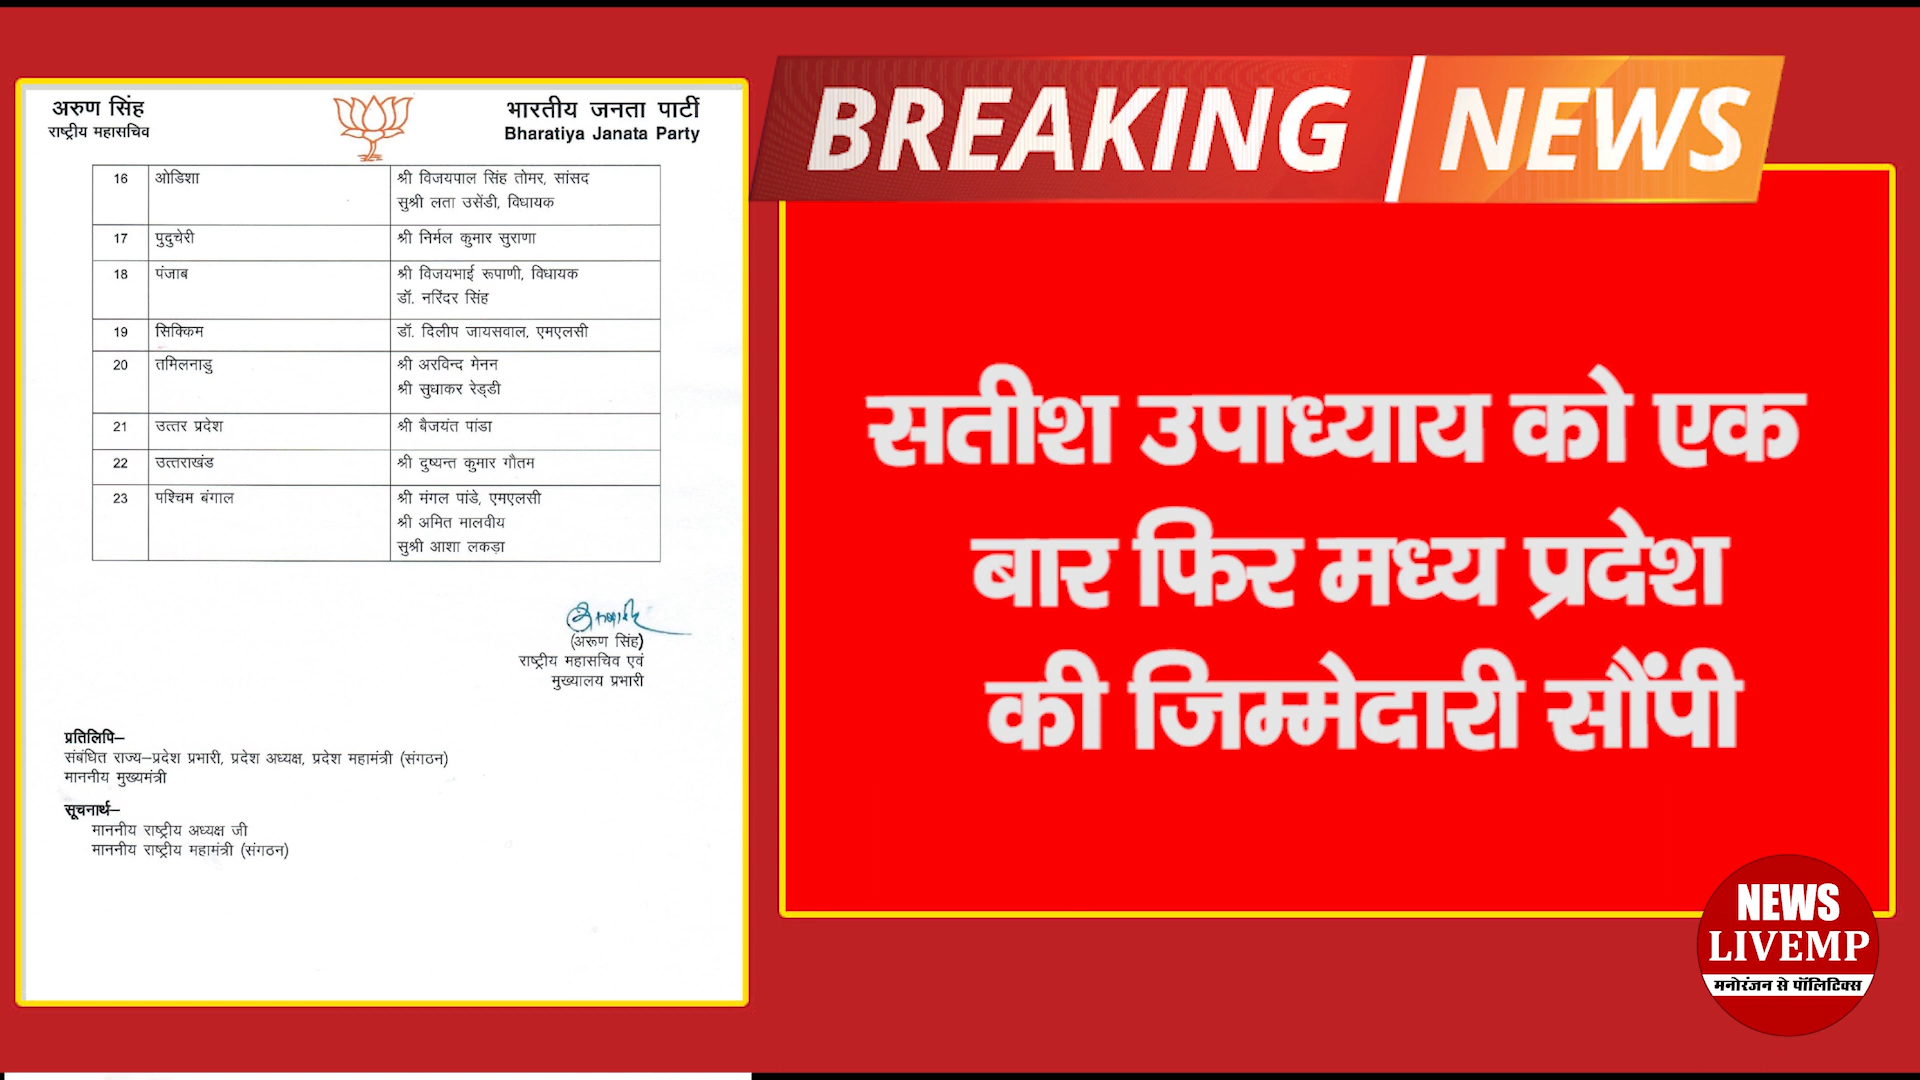 अरुण सिंह
राष्ट्रीय महासचिव
भारतीय जनता पार्टी
Bharatiya Janata Party
16 ओडिशा श्री विजयपाल सिंह तोमर, सांसद
सुश्री लता उसेंडी, विधायक
17 पुदुचेरी श्री निर्मल कुमार सुराणा
18 पंजाब श्री विजयभाई रूपाणी, विधायक
डॉ. नरिंदर सिंह
19 सिक्किम डॉ. दिलीप जायसवाल, एमएलसी
20 तमिलनाडु श्री अरविन्द मेनन
श्री सुधाकर रेड्डी
21 उत्तर प्रदेश श्री बैजयंत पांडा
22 उत्तराखंड श्री दुष्यन्त कुमार गौतम
23 पश्चिम बंगाल श्री मंगल पांडे, एमएलसी
श्री अमित मालवीय
सुश्री आशा लकड़ा
(अरूण सिंह)
राष्ट्रीय महासचिव एवं
मुख्यालय प्रभारी
प्रतिलिपि–
संबंधित राज्य–प्रदेश प्रभारी, प्रदेश अध्यक्ष, प्रदेश महामंत्री (संगठन)
माननीय मुख्यमंत्री
सूचनार्थ–
माननीय राष्ट्रीय अध्यक्ष जी
माननीय राष्ट्रीय महामंत्री (संगठन)
BREAKING NEWS
सतीश उपाध्याय को एक
बार फिर मध्य प्रदेश
की जिम्मेदारी सौंपी
NEWS
LIVEMP
मनोरंजन से पॉलिटिक्स